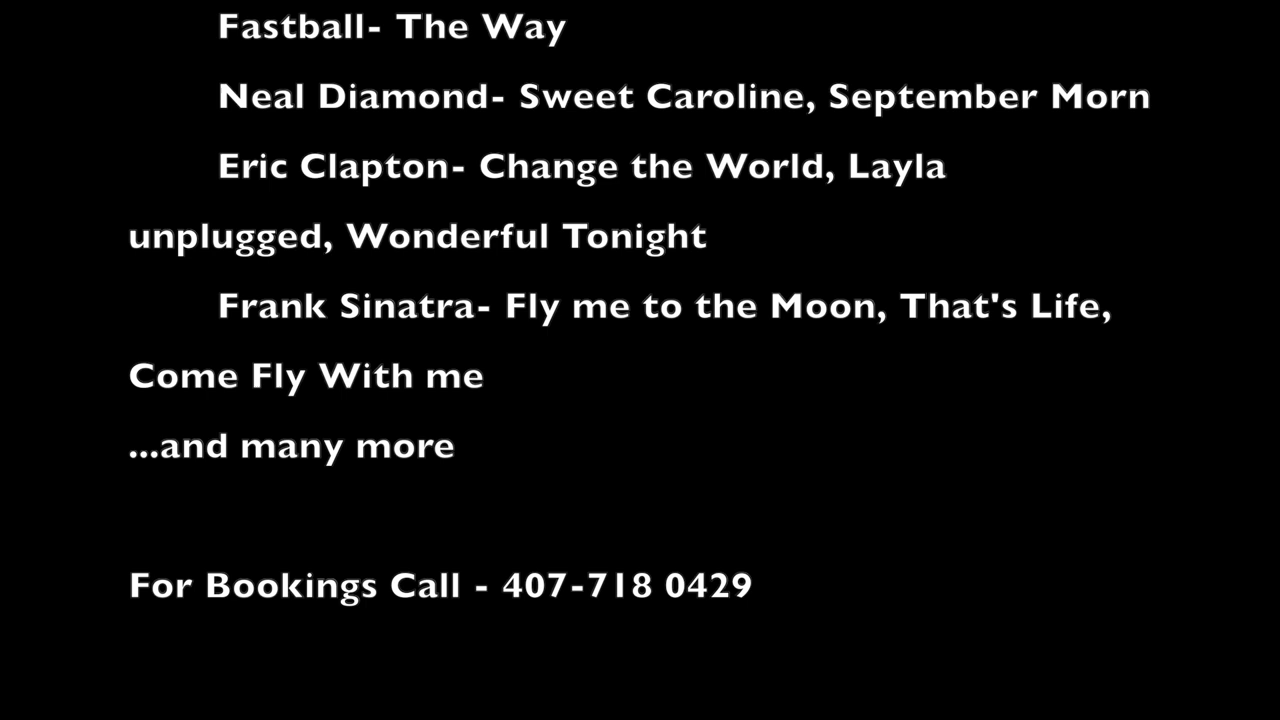 Fastball- The Way
Neal Diamond- Sweet Caroline, September Morn
Eric Clapton- Change the World, Layla
unplugged, Wonderful Tonight
Frank Sinatra- Fly me to the Moon, That's Life,
Come Fly With me
...and many more
For Bookings Call - 407-718 0429